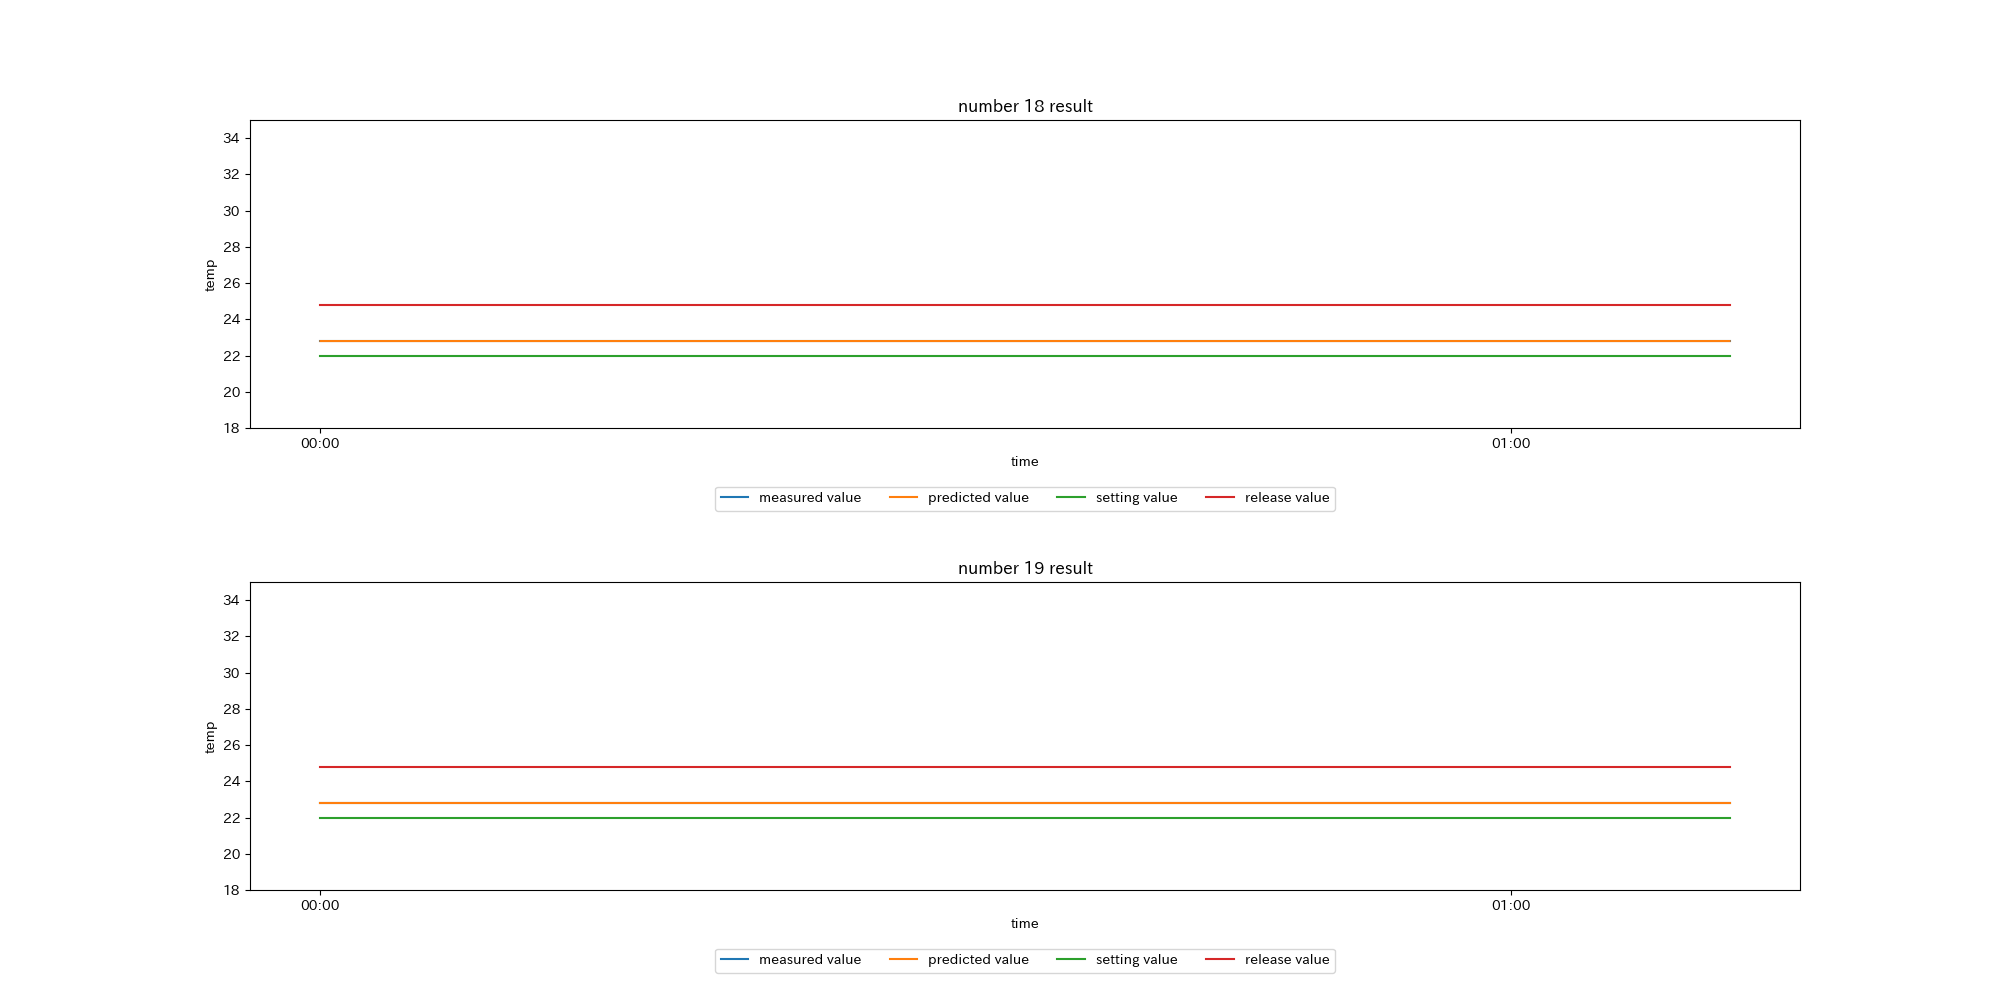 number 18 result
34
32
30
28
26
24
22
20
18
temp
00:00 01:00
time
measured value predicted value setting value release value
number 19 result
34
32
30
28
26
24
22
20
18
temp
00:00 01:00
time
measured value predicted value setting value release value